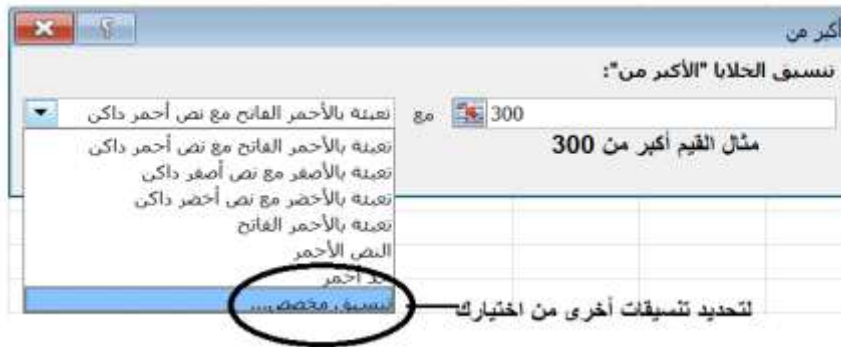 أكبر من
تنسيق الخلايا "الأكبر من":
300 مع تعبئة بالأحمر الفاتح مع نص أحمر داكن
مثال القيم أكبر من 300
تعبئة بالأحمر الفاتح مع نص أحمر داكن
تعبئة بالأصفر مع نص أصفر داكن
تعبئة بالأخضر مع نص أخضر داكن
تعبئة بالأحمر الفاتح
النص الأحمر
حد أحمر
تنسيق مخصص...
لتحديد تنسيقات أخرى من اختيارك